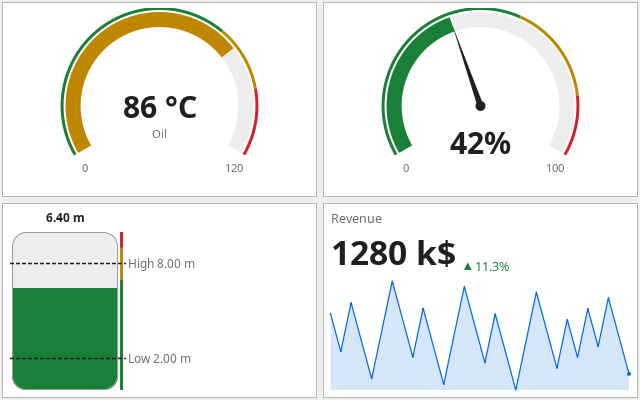 86 °C
Oil
0
120
42%
0
100
6.40 m
High 8.00 m
Low 2.00 m
Revenue
1280 k$
▲ 11.3%